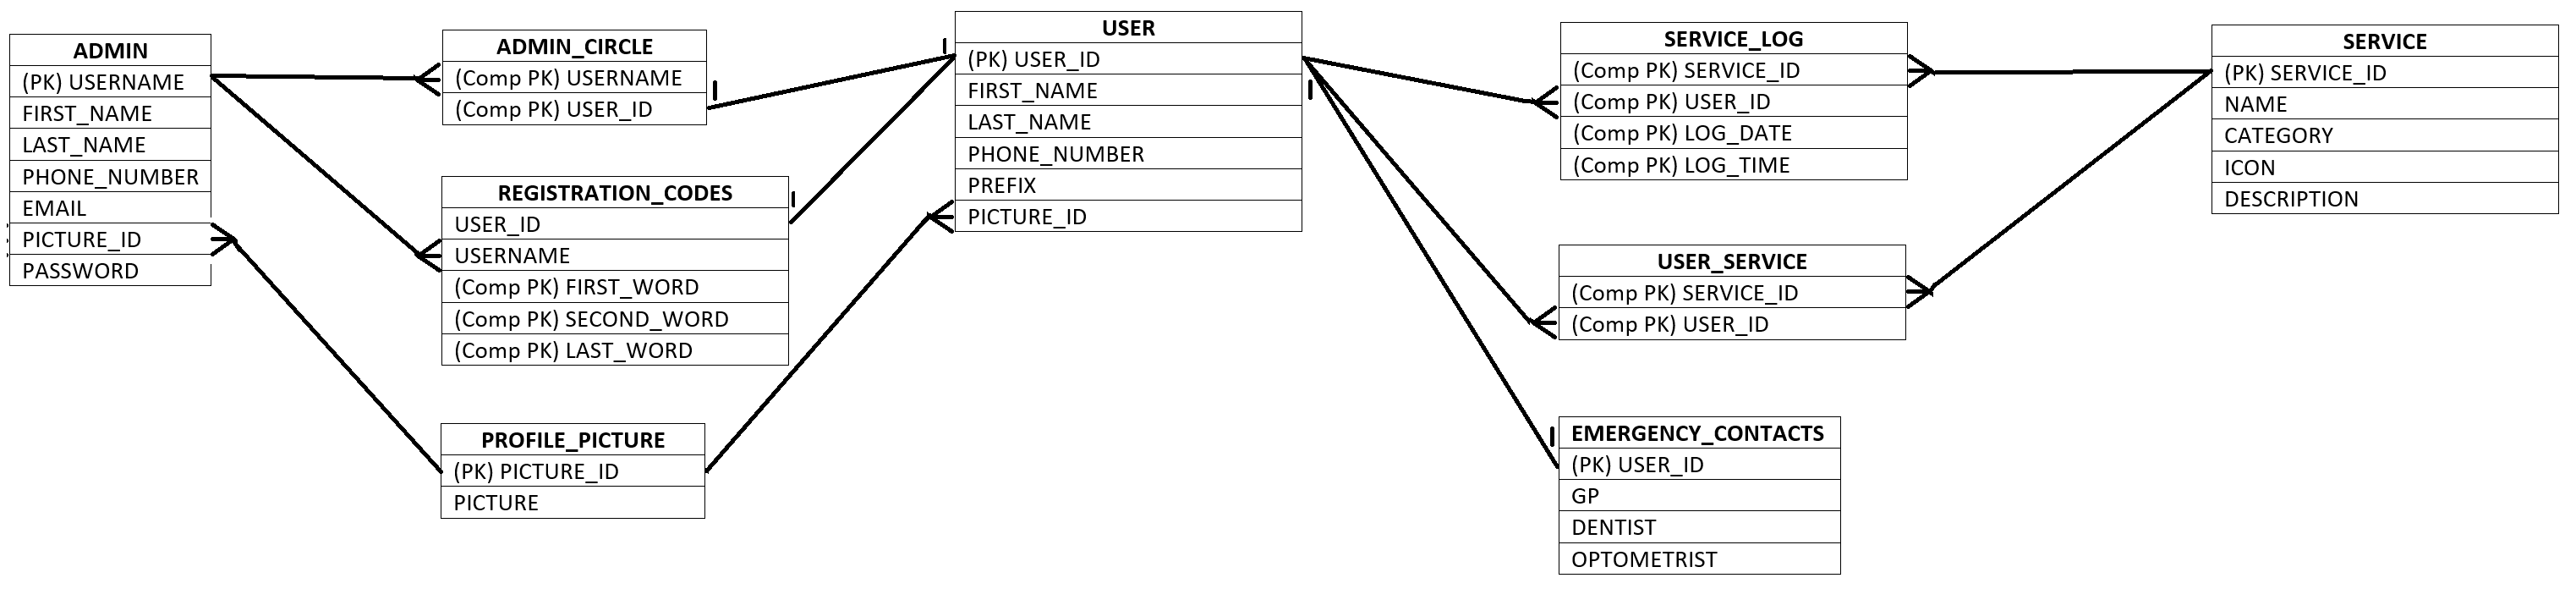 ADMIN
(PK) USERNAME
FIRST_NAME
LAST_NAME
PHONE_NUMBER
EMAIL
PICTURE_ID
PASSWORD
ADMIN_CIRCLE
(Comp PK) USERNAME
(Comp PK) USER_ID
REGISTRATION_CODES
USER_ID
USERNAME
(Comp PK) FIRST_WORD
(Comp PK) SECOND_WORD
(Comp PK) LAST_WORD
PROFILE_PICTURE
(PK) PICTURE_ID
PICTURE
USER
(PK) USER_ID
FIRST_NAME
LAST_NAME
PHONE_NUMBER
PREFIX
PICTURE_ID
SERVICE_LOG
(Comp PK) SERVICE_ID
(Comp PK) USER_ID
(Comp PK) LOG_DATE
(Comp PK) LOG_TIME
USER_SERVICE
(Comp PK) SERVICE_ID
(Comp PK) USER_ID
EMERGENCY_CONTACTS
(PK) USER_ID
GP
DENTIST
OPTOMETRIST
SERVICE
(PK) SERVICE_ID
NAME
CATEGORY
ICON
DESCRIPTION